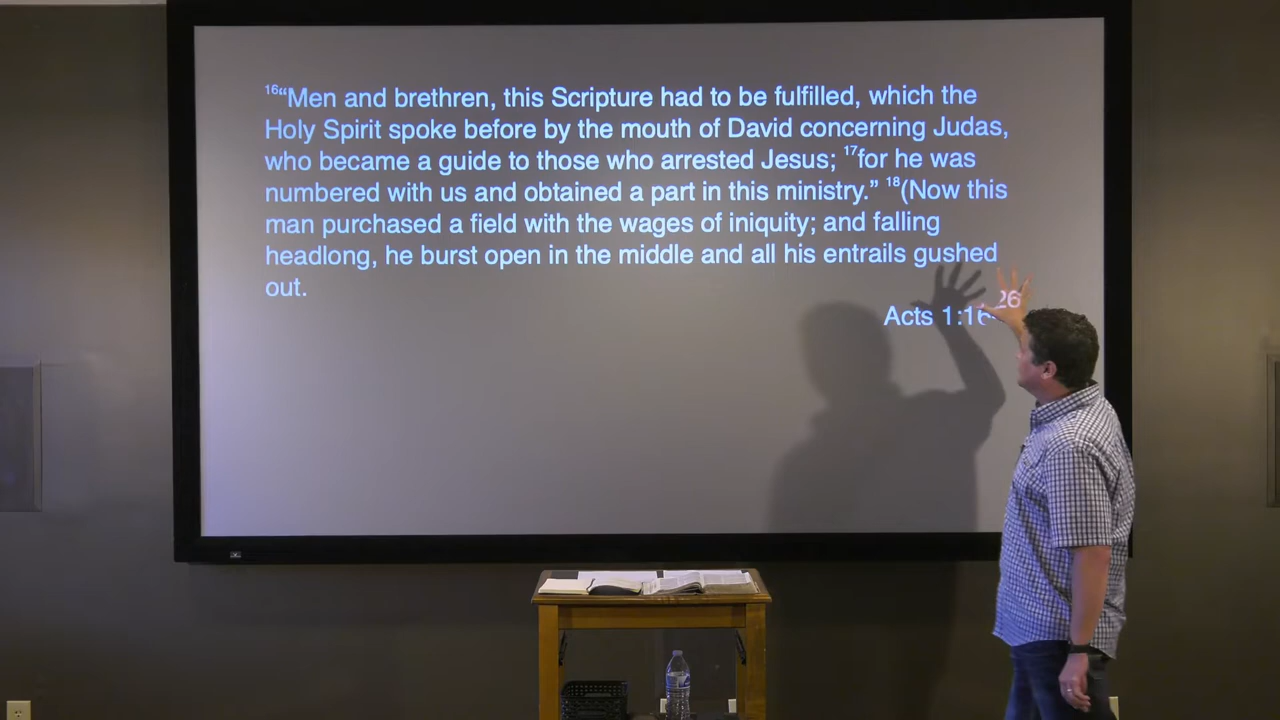 16“Men and brethren, this Scripture had to be fulfilled, which the
Holy Spirit spoke before by the mouth of David concerning Judas,
who became a guide to those who arrested Jesus; 17for he was
numbered with us and obtained a part in this ministry.” 18(Now this
man purchased a field with the wages of iniquity; and falling
headlong, he burst open in the middle and all his entrails gushed
out.
Acts 1:16-26